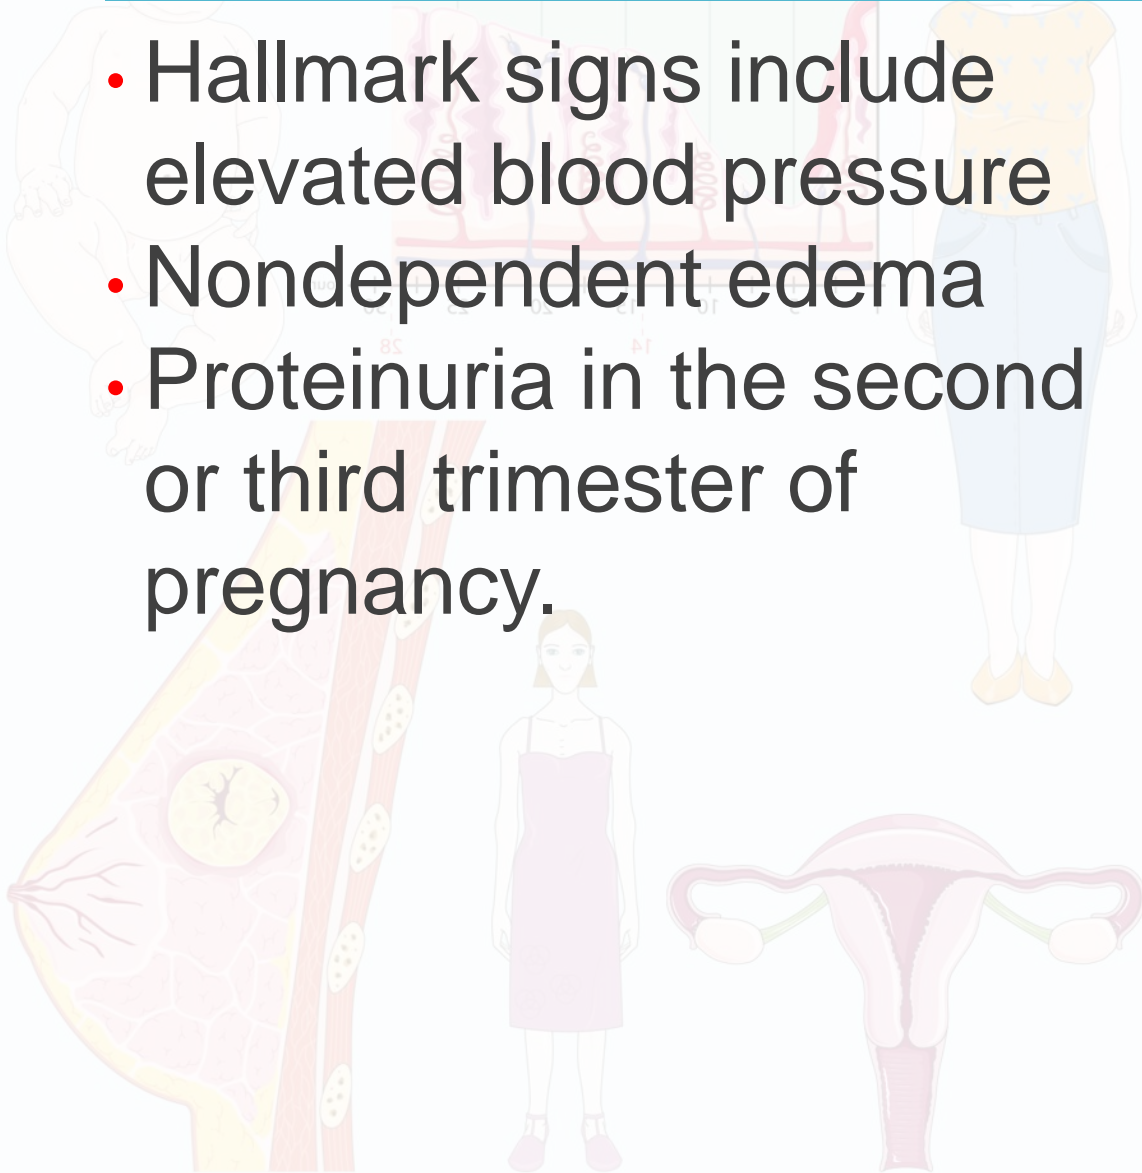 • Hallmark signs include
elevated blood pressure
• Nondependent edema
• Proteinuria in the second
or third trimester of
pregnancy.